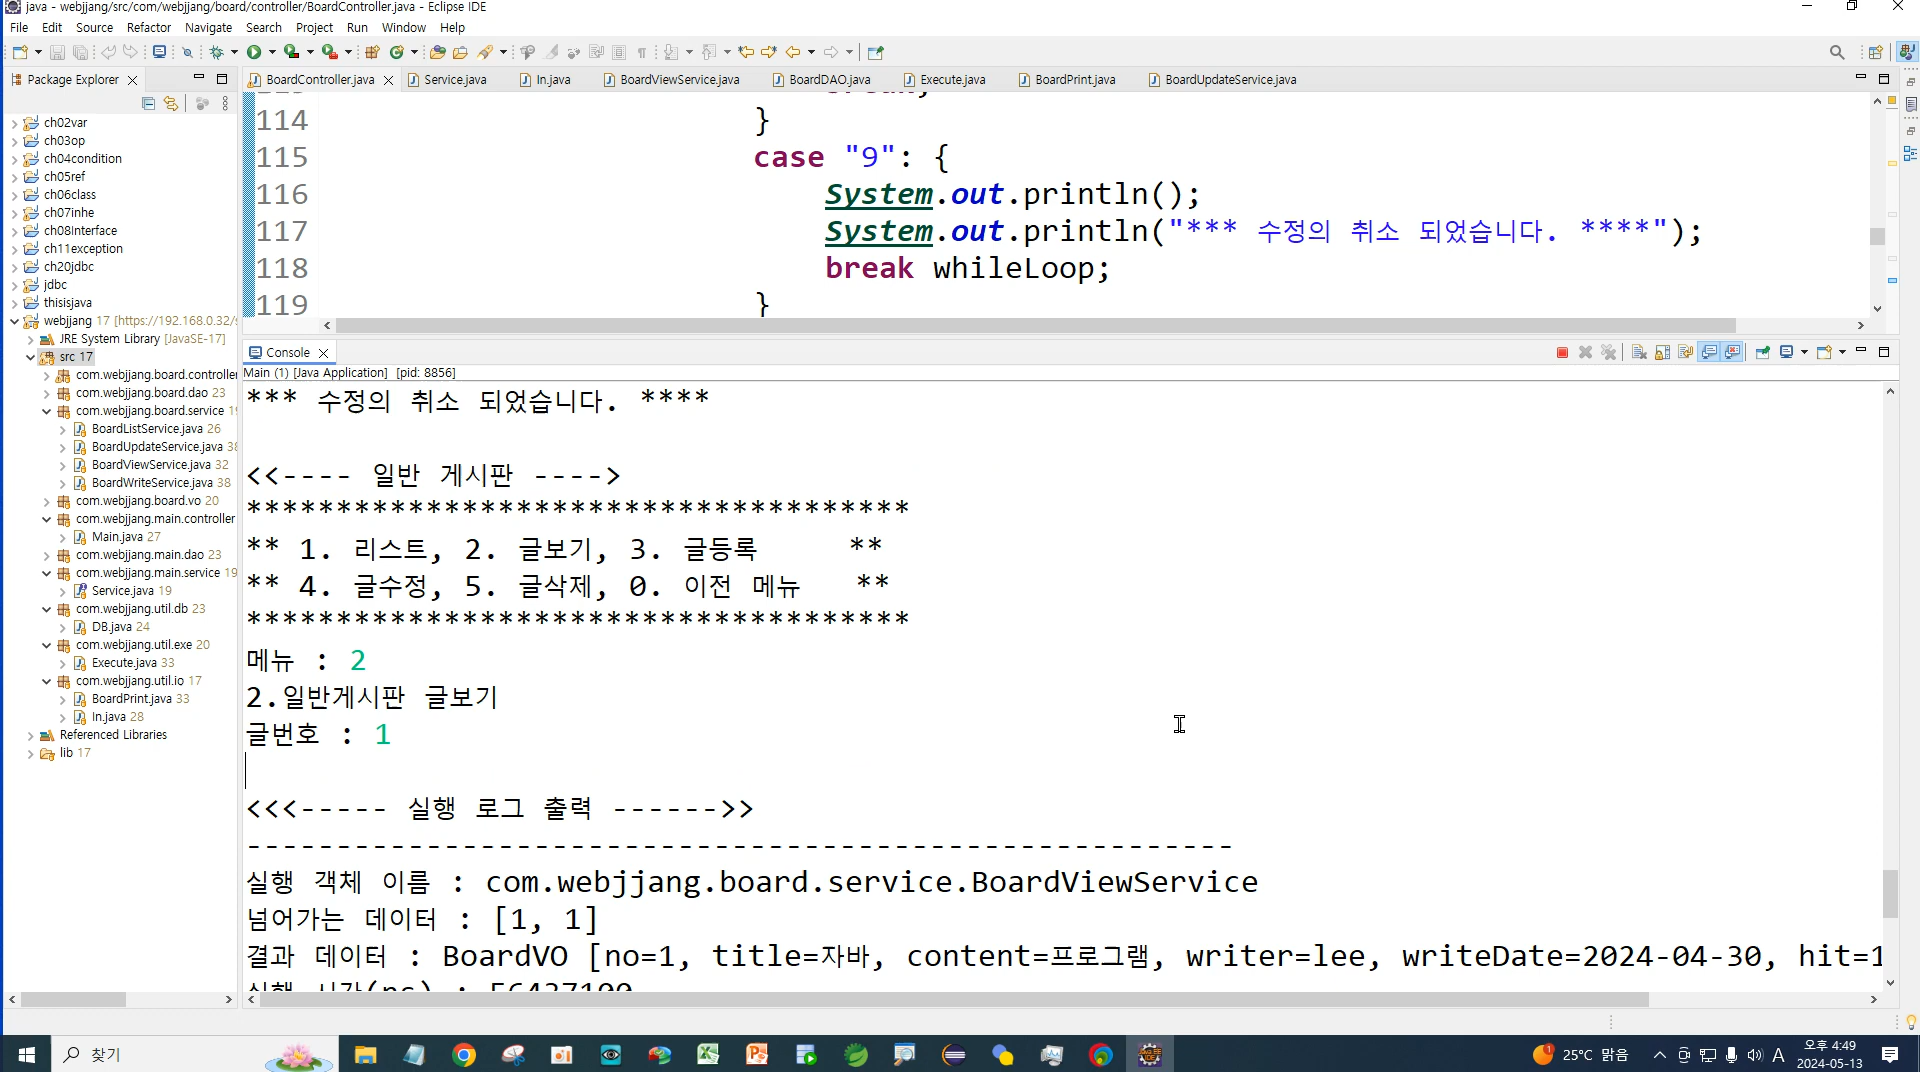 java - webjjang/src/com/webjjang/board/controller/BoardController.java - Eclipse IDE
File Edit Source Refactor Navigate Search Project Run Window Help
Package Explorer
BoardController.java Service.java In.java BoardViewService.java BoardDAO.java Execute.java BoardPrint.java BoardUpdateService.java
ch02var
ch03op
ch04condition
ch05ref
ch06class
ch07inhe
ch08Interface
ch11exception
ch20jdbc
jdbc
thisisjava
webjjang 17 [https://192.168.0.32/
JRE System Library [JavaSE-17]
src 17
com.webjjang.board.controller
com.webjjang.board.dao 23
com.webjjang.board.service
BoardListService.java 26
BoardUpdateService.java
BoardViewService.java 32
BoardWriteService.java 38
com.webjjang.board.vo 20
com.webjjang.main.controller
Main.java 27
com.webjjang.main.dao 23
com.webjjang.main.service 19
Service.java 19
com.webjjang.util.db 23
DB.java 24
com.webjjang.util.exe 20
Execute.java 33
com.webjjang.util.io 17
BoardPrint.java 33
In.java 28
Referenced Libraries
lib 17
114 }
115 case "9": {
116 System.out.println();
117 System.out.println("*** 수정의 취소 되었습니다. ****");
118 break whileLoop;
119 }
Console
Main (1) [Java Application] [pid: 8856]
*** 수정의 취소 되었습니다. ****
<<---- 일반 게시판 ---->
*************************************
** 1. 리스트, 2. 글보기, 3. 글등록 **
** 4. 글수정, 5. 글삭제, 0. 이전 메뉴 **
*************************************
메뉴 : 2
2.일반게시판 글보기
글번호 : 1
<<<----- 실행 로그 출력 ------>>
-------------------------------------------------------
실행 객체 이름 : com.webjjang.board.service.BoardViewService
넘어가는 데이터 : [1, 1]
결과 데이터 : BoardVO [no=1, title=자바, content=프로그램, writer=lee, writeDate=2024-04-30, hit=1
찾기
25°C 맑음
A
오후 4:49
2024-05-13